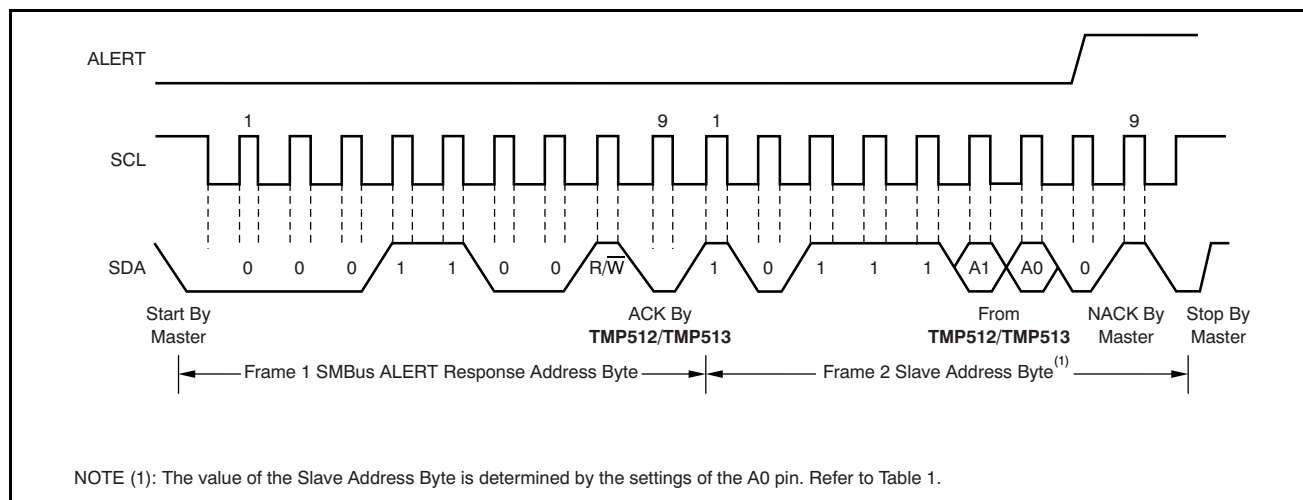 ALERT
1 9 1 9
SCL
SDA
0 0 0 1 1 0 0 R/W̅ 1 0 1 1 1 A1 A0 0
Start By
Master
ACK By
TMP512/TMP513
From
TMP512/TMP513
NACK By
Master
Stop By
Master
Frame 1 SMBus ALERT Response Address Byte
Frame 2 Slave Address Byte(1)
NOTE (1): The value of the Slave Address Byte is determined by the settings of the A0 pin. Refer to Table 1.